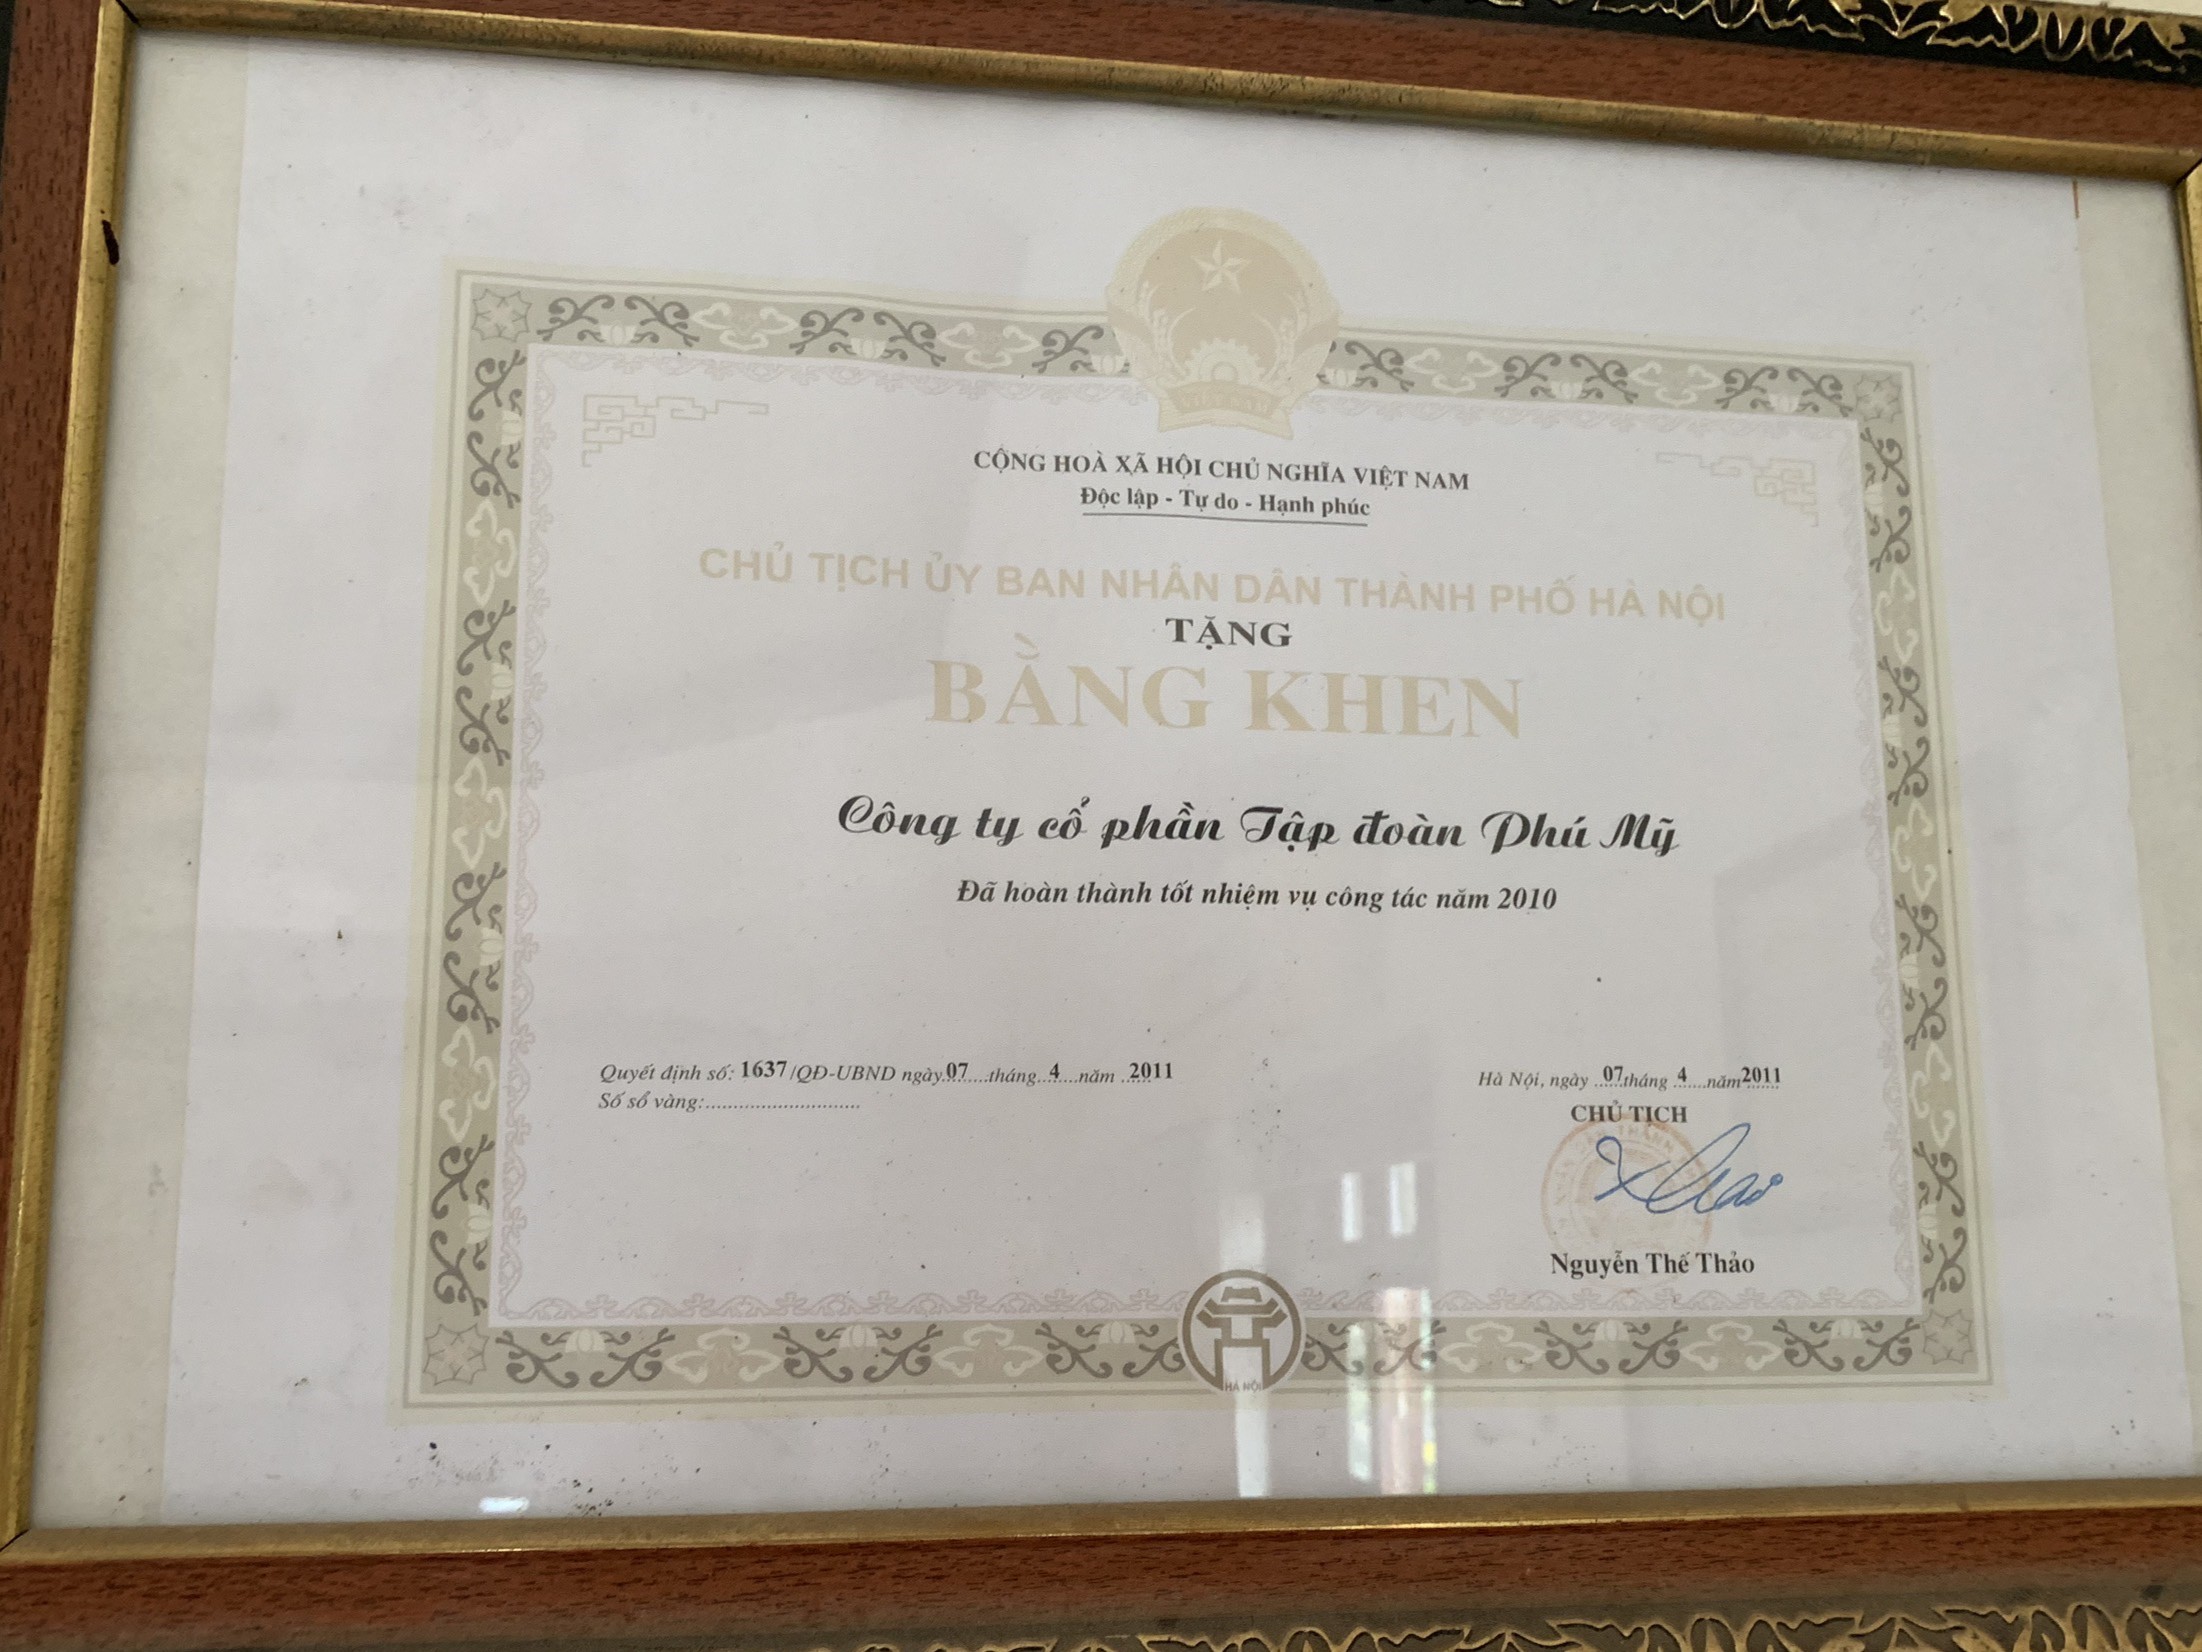 CỘNG HOÀ XÃ HỘI CHỦ NGHĨA VIỆT NAM
Độc lập - Tự do - Hạnh phúc
CHỦ TỊCH ỦY BAN NHÂN DÂN THÀNH PHỐ HÀ NỘI
TẶNG
BẰNG KHEN
Công ty cổ phần Tập đoàn Phú Mỹ
Đã hoàn thành tốt nhiệm vụ công tác năm 2010
Quyết định số: 1637/QĐ-UBND ngày 07 tháng 4 năm 2011
Số sổ vàng:..............................
Hà Nội, ngày 07 tháng 4 năm 2011
CHỦ TỊCH
Nguyễn Thế Thảo
HÀ NỘI